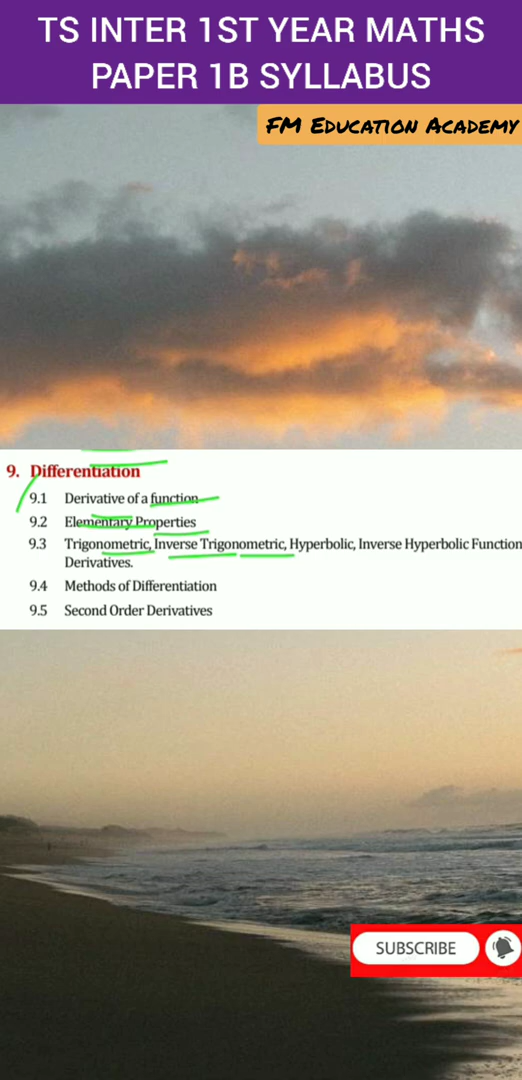 TS INTER 1ST YEAR MATHS
PAPER 1B SYLLABUS
FM EDUCATION ACADEMY
9. Differentiation
9.1 Derivative of a function
9.2 Elementary Properties
9.3 Trigonometric, Inverse Trigonometric, Hyperbolic, Inverse Hyperbolic Function
Derivatives.
9.4 Methods of Differentiation
9.5 Second Order Derivatives
SUBSCRIBE